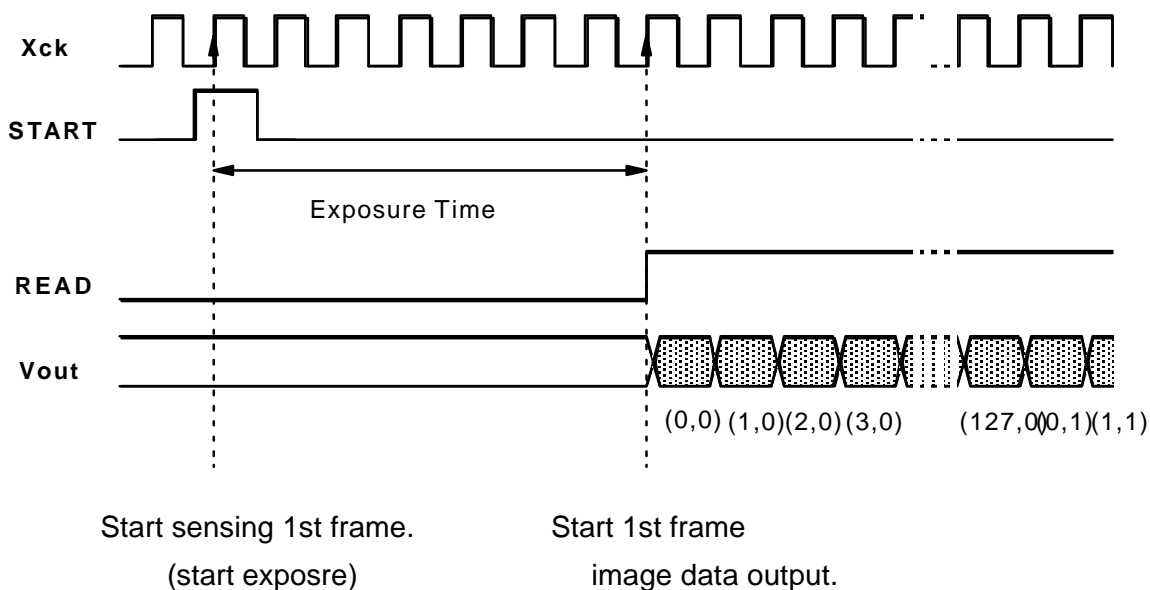 Xck
START
Exposure Time
READ
Vout
(0,0) (1,0)(2,0) (3,0) (127,0)(0,1)(1,1)
Start sensing 1st frame. Start 1st frame
(start exposre) image data output.